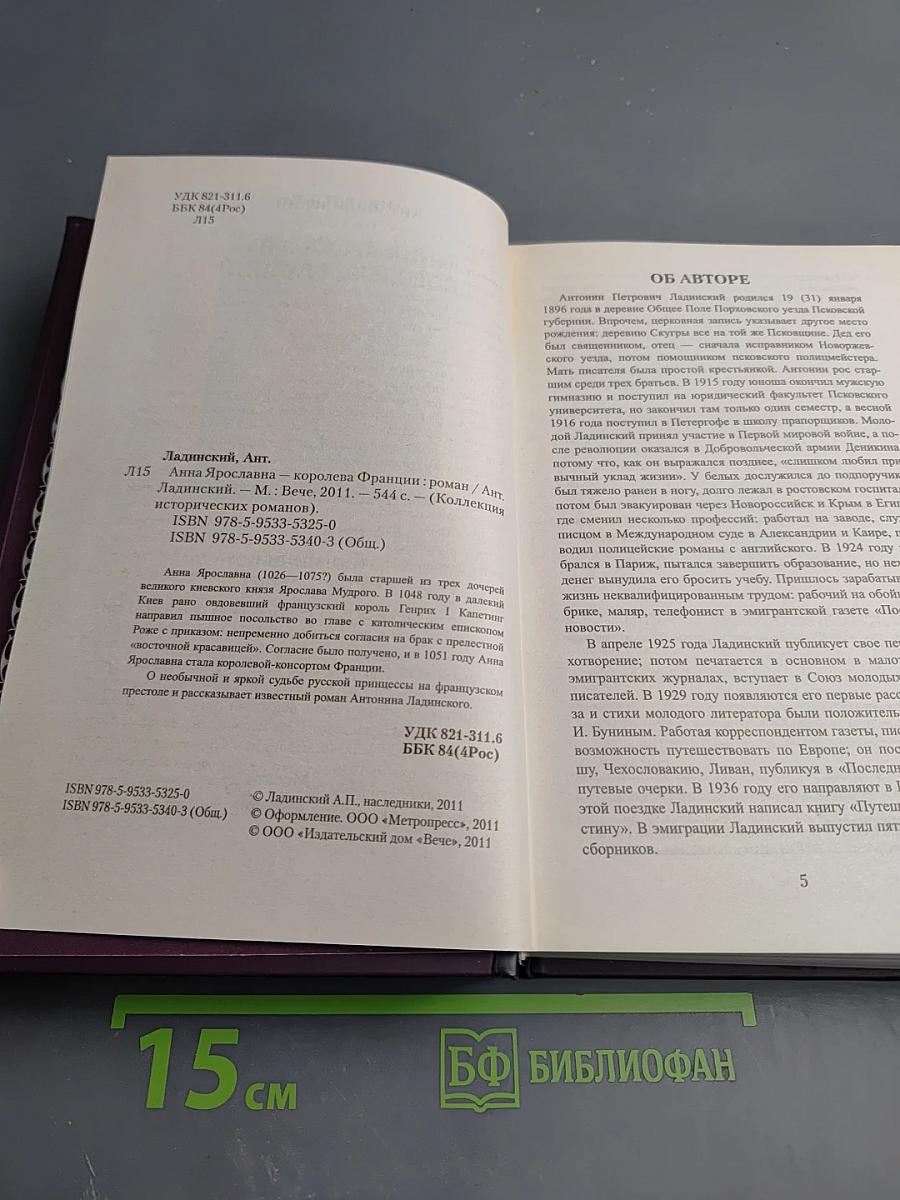 УДК 821-311.6
ББК 84(4Рос)
Л15
Ладинский, Ант.
Л15 Анна Ярославна — королева Франции : роман / Ант.
Ладинский. — М. : Вече, 2011. — 544 с. — (Коллекция
исторических романов).
ISBN 978-5-9533-5325-0
ISBN 978-5-9533-5340-3 (Общ.)
Анна Ярославна (1026—1075?) была старшей из трех дочерей
великого киевского князя Ярослава Мудрого. В 1048 году в далекий
Киев рано овдовевший французский король Генрих I Капетинг
направил пышное посольство во главе с католическим епископом
Роже с приказом: непременно добиться согласия на брак с прелестной
«восточной красавицей». Согласие было получено, и в 1051 году Анна
Ярославна стала королевой-консортом Франции.
О необычной и яркой судьбе русской принцессы на французском
престоле и рассказывает известный роман Антонина Ладинского.
УДК 821-311.6
ББК 84(4Рос)
ISBN 978-5-9533-5325-0
ISBN 978-5-9533-5340-3 (Общ.)
© Ладинский А.П., наследники, 2011
© Оформление. ООО «Метропресс», 2011
© ООО «Издательский дом «Вече», 2011
ОБ АВТОРЕ
Антонин Петрович Ладинский родился 19 (31) января
1896 года в деревне Общее Поле Порховского уезда Псковской
губернии. Впрочем, церковная запись указывает другое место
рождения: деревню Скугры все на той же Псковщине. Дед его
был священником, отец — сначала исправником Новоржев-
ского уезда, потом помощником псковского полицмейстера.
Мать писателя была простой крестьянкой. Антонин рос стар-
шим среди трех братьев. В 1915 году юноша окончил мужскую
гимназию и поступил на юридический факультет Псковского
университета, но закончил там только один семестр, а весной
1916 года поступил в Петергофе в школу прапорщиков. Моло-
дой Ладинский принял участие в Первой мировой войне, а по-
сле революции оказался в Добровольческой армии Деникина
потому что, как он выражался позднее, «слишком любил при
вычный уклад жизни». У белых дослужился до подпоручик
был тяжело ранен в ногу, долго лежал в ростовском госпитал
потом был эвакуирован через Новороссийск и Крым в Егип
где сменил несколько профессий: работал на заводе, слу
писцом в Международном суде в Александрии и Каире, п
водил полицейские романы с английского. В 1924 году
брался в Париж, пытался завершить образование, но не
денег вынудила его бросить учебу. Пришлось зарабатыв
жизнь неквалифицированным трудом: рабочий на обой
брике, маляр, телефонист в эмигрантской газете «По
новости».
В апреле 1925 года Ладинский публикует свое пе
хотворение; потом печатается в основном в мало
эмигрантских журналах, вступает в Союз молодых
писателей. В 1929 году появляются его первые расс
за и стихи молодого литератора были положитель
И. Буниным. Работая корреспондентом газеты, пис
возможность путешествовать по Европе; он пос
шу, Чехословакию, Ливан, публикуя в «Последн
путевые очерки. В 1936 году его направляют в
этой поездке Ладинский написал книгу «Путеш
стину». В эмиграции Ладинский выпустил пят
сборников.
5
15 см
БФ БИБЛИОФАН